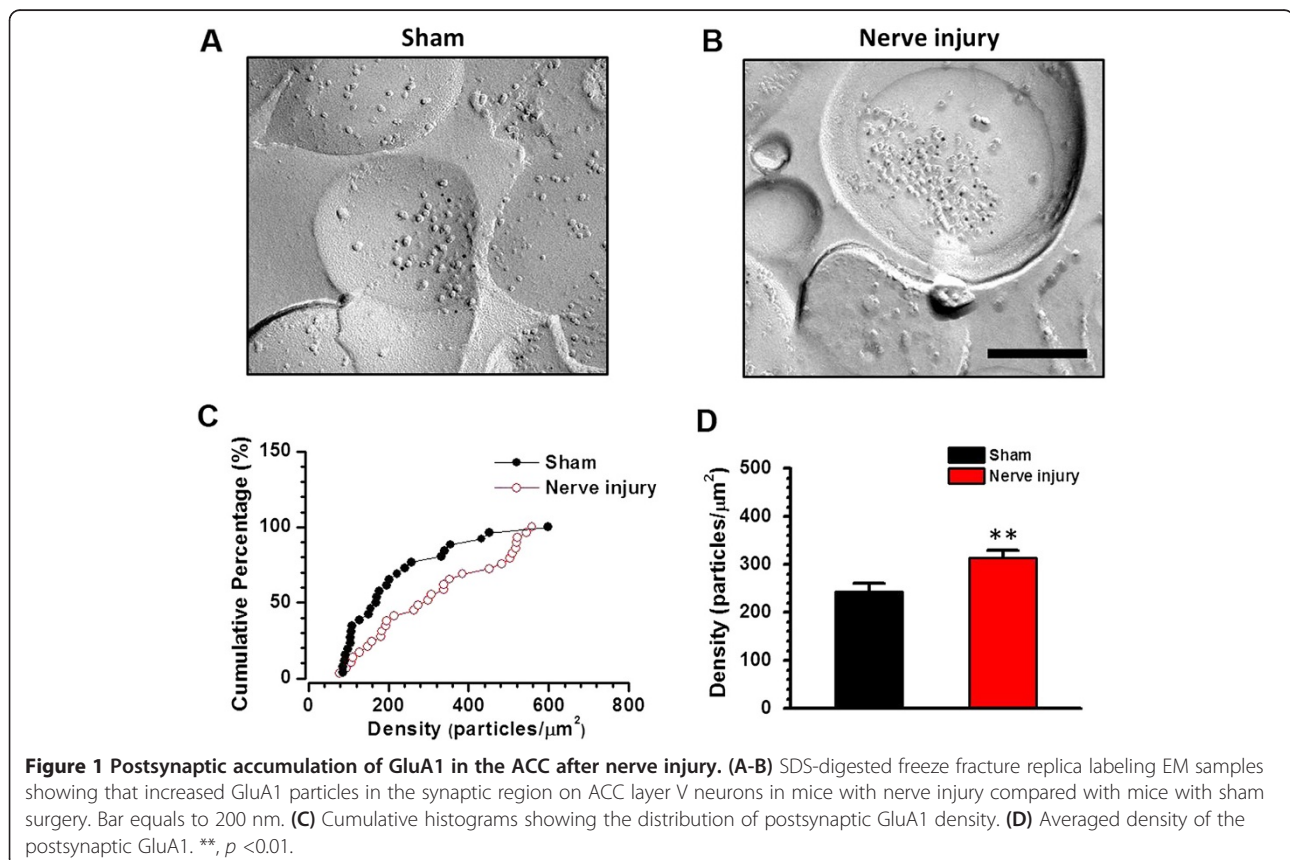 A
Sham
B
Nerve injury
C
150
100
50
0
Cumulative Percentage (%)
0
200
400
600
800
Density (particles/μm²)
Sham
Nerve injury
D
500
400
300
200
100
0
Density (particles/μm²)
Sham
Nerve injury
**
Figure 1 Postsynaptic accumulation of GluA1 in the ACC after nerve injury. (A-B) SDS-digested freeze fracture replica labeling EM samples
showing that increased GluA1 particles in the synaptic region on ACC layer V neurons in mice with nerve injury compared with mice with sham
surgery. Bar equals to 200 nm. (C) Cumulative histograms showing the distribution of postsynaptic GluA1 density. (D) Averaged density of the
postsynaptic GluA1. **, p <0.01.